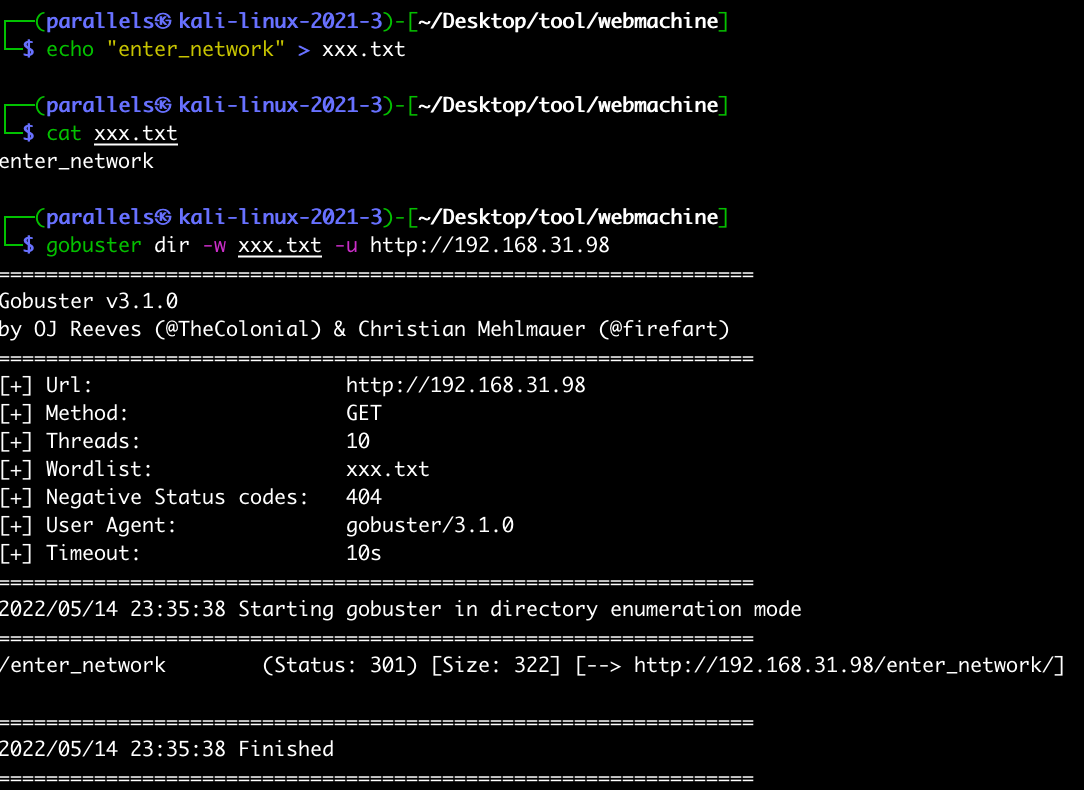 ┌──(parallels㉿kali-linux-2021-3)-[~/Desktop/tool/webmachine]
└─$ echo "enter_network" > xxx.txt
┌──(parallels㉿kali-linux-2021-3)-[~/Desktop/tool/webmachine]
└─$ cat xxx.txt
enter_network
┌──(parallels㉿kali-linux-2021-3)-[~/Desktop/tool/webmachine]
└─$ gobuster dir -w xxx.txt -u http://192.168.31.98
===============================================================
Gobuster v3.1.0
by OJ Reeves (@TheColonial) & Christian Mehlmauer (@firefart)
===============================================================
[+] Url:                     http://192.168.31.98
[+] Method:                  GET
[+] Threads:                 10
[+] Wordlist:                xxx.txt
[+] Negative Status codes:   404
[+] User Agent:              gobuster/3.1.0
[+] Timeout:                 10s
===============================================================
2022/05/14 23:35:38 Starting gobuster in directory enumeration mode
===============================================================
/enter_network        (Status: 301) [Size: 322] [--> http://192.168.31.98/enter_network/]
===============================================================
2022/05/14 23:35:38 Finished
===============================================================